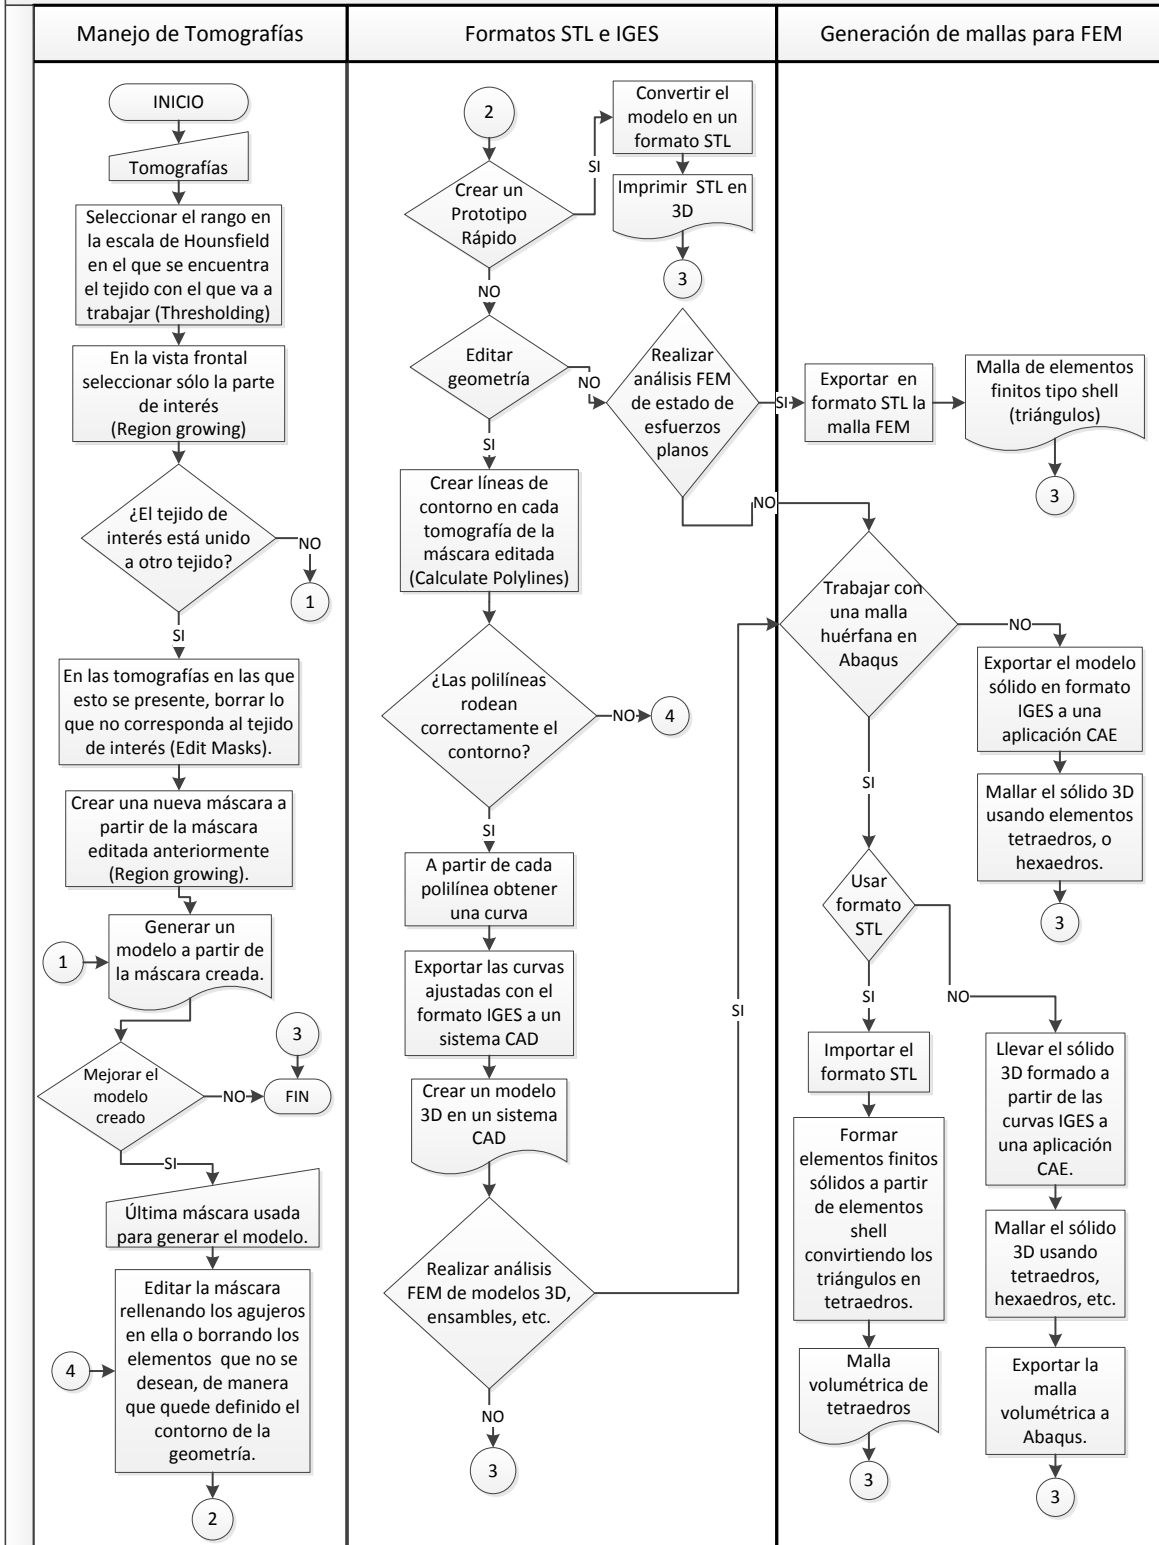 Manejo de Tomografías
Formatos STL e IGES
Generación de mallas para FEM
INICIO
Tomografías
Seleccionar el rango en
la escala de Hounsfield
en el que se encuentra
el tejido con el que va a
trabajar (Thresholding)
En la vista frontal
seleccionar sólo la parte
de interés
(Region growing)
¿El tejido de
interés está unido
a otro tejido?
NO
1
SI
En las tomografías en las que
esto se presente, borrar lo
que no corresponda al tejido
de interés (Edit Masks).
Crear una nueva máscara a
partir de la máscara
editada anteriormente
(Region growing).
Generar un
modelo a partir de
la máscara creada.
1
3
Mejorar el
modelo
creado
NO
FIN
SI
Última máscara usada
para generar el modelo.
Editar la máscara
rellenando los agujeros
en ella o borrando los
elementos que no se
desean, de manera
que quede definido el
contorno de la
geometría.
4
2
2
Crear un
Prototipo
Rápido
SI
Convertir el
modelo en un
formato STL
Imprimir STL en
3D
3
NO
Editar
geometría
NO
Realizar
análisis FEM
de estado de
esfuerzos
planos
SI
Crear líneas de
contorno en cada
tomografía de la
máscara editada
(Calculate Polylines)
¿Las polilíneas
rodean
correctamente el
contorno?
NO
4
SI
A partir de cada
polilínea obtener
una curva
Exportar las curvas
ajustadas con el
formato IGES a un
sistema CAD
Crear un modelo
3D en un sistema
CAD
Realizar análisis
FEM de modelos 3D,
ensambles, etc.
SI
NO
3
SI
Exportar en
formato STL la
malla FEM
Malla de elementos
finitos tipo shell
(triángulos)
3
NO
Trabajar con
una malla
huérfana en
Abaqus
NO
Exportar el modelo
sólido en formato
IGES a una
aplicación CAE
Mallar el sólido 3D
usando elementos
tetraedros, o
hexaedros.
3
SI
Usar
formato
STL
SI
NO
Importar el
formato STL
Formar
elementos finitos
sólidos a partir
de elementos
shell
convirtiendo los
triángulos en
tetraedros.
Malla
volumétrica de
tetraedros
3
Llevar el sólido
3D formado a
partir de las
curvas IGES a
una aplicación
CAE.
Mallar el sólido
3D usando
tetraedros,
hexaedros, etc.
Exportar la
malla
volumétrica a
Abaqus.
3